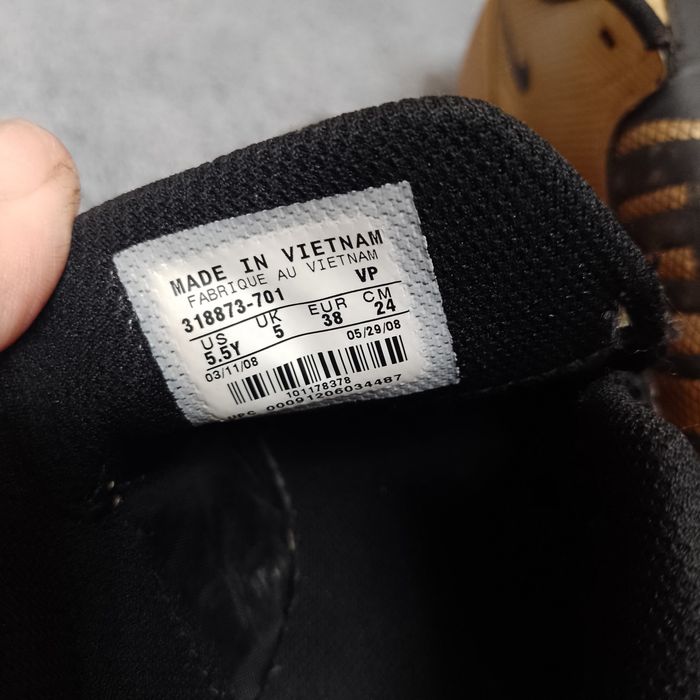 MADE IN VIETNAM
FABRIQUE AU VIETNAM
318873-701 VP
US UK EUR CM
5.5Y 5 38 24
03/11/08 05/29/08
101178378
UPC 00091206034487